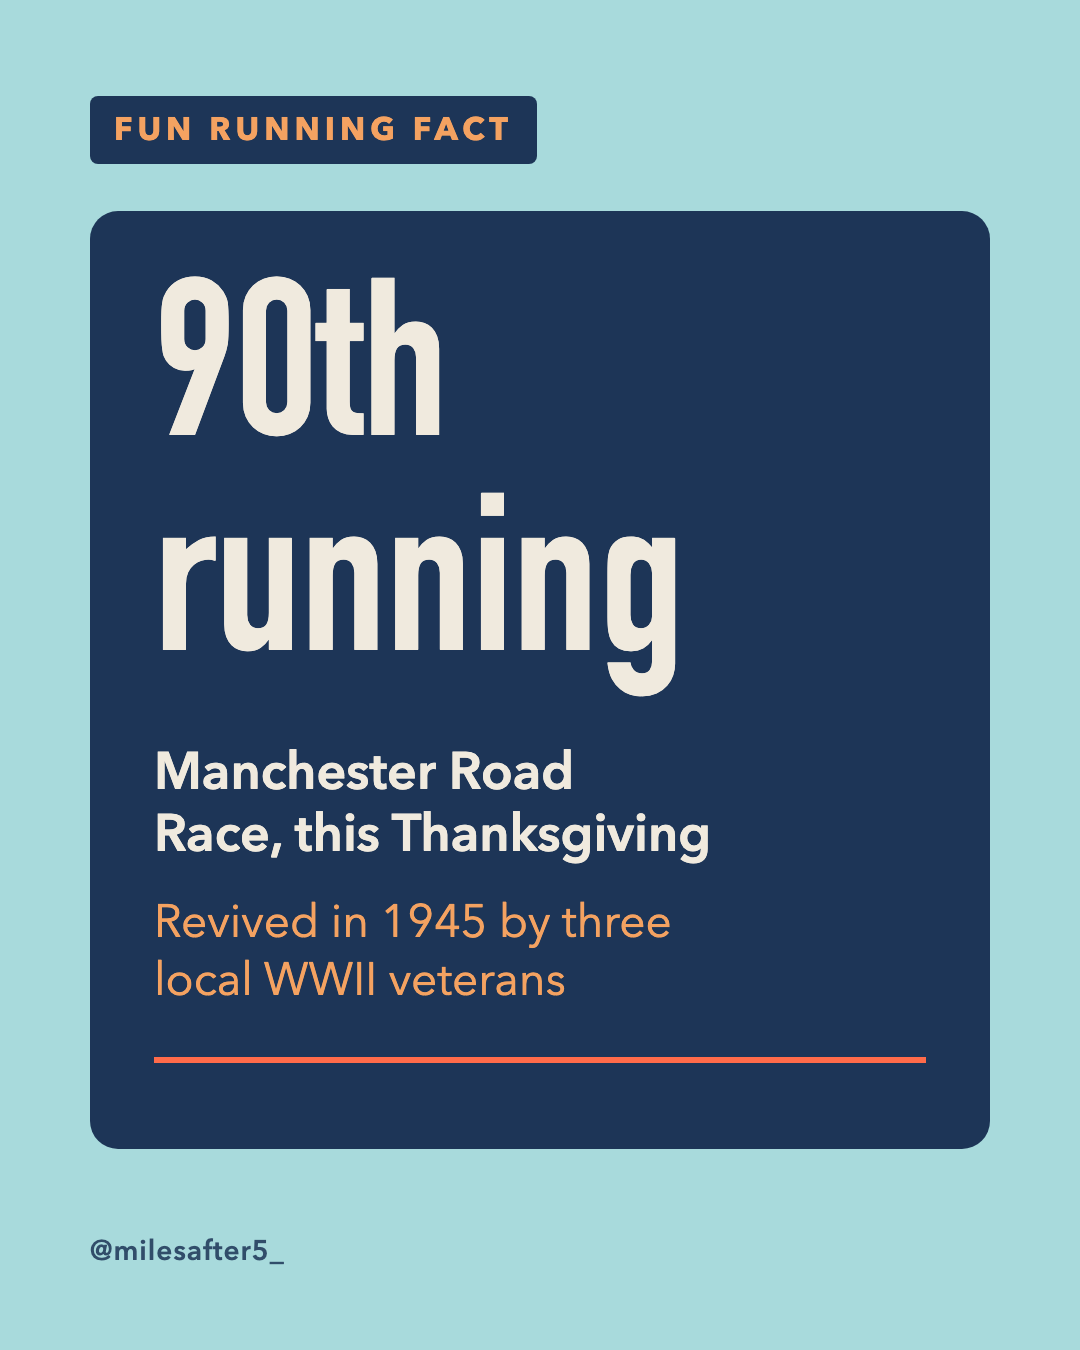 FUN RUNNING FACT
90th
running
Manchester Road
Race, this Thanksgiving
Revived in 1945 by three
local WWII veterans
@milesafter5_